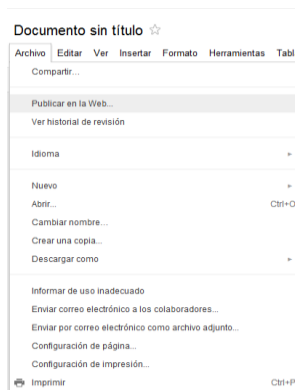 Documento sin título
Archivo Editar Ver Insertar Formato Herramientas Tabl
Compartir...
Publicar en la Web...
Ver historial de revisión
Idioma
Nuevo
Abrir... Ctrl+O
Cambiar nombre...
Crear una copia...
Descargar como
Informar de uso inadecuado
Enviar correo electrónico a los colaboradores...
Enviar por correo electrónico como archivo adjunto...
Configuración de página...
Configuración de impresión...
Imprimir Ctrl+P